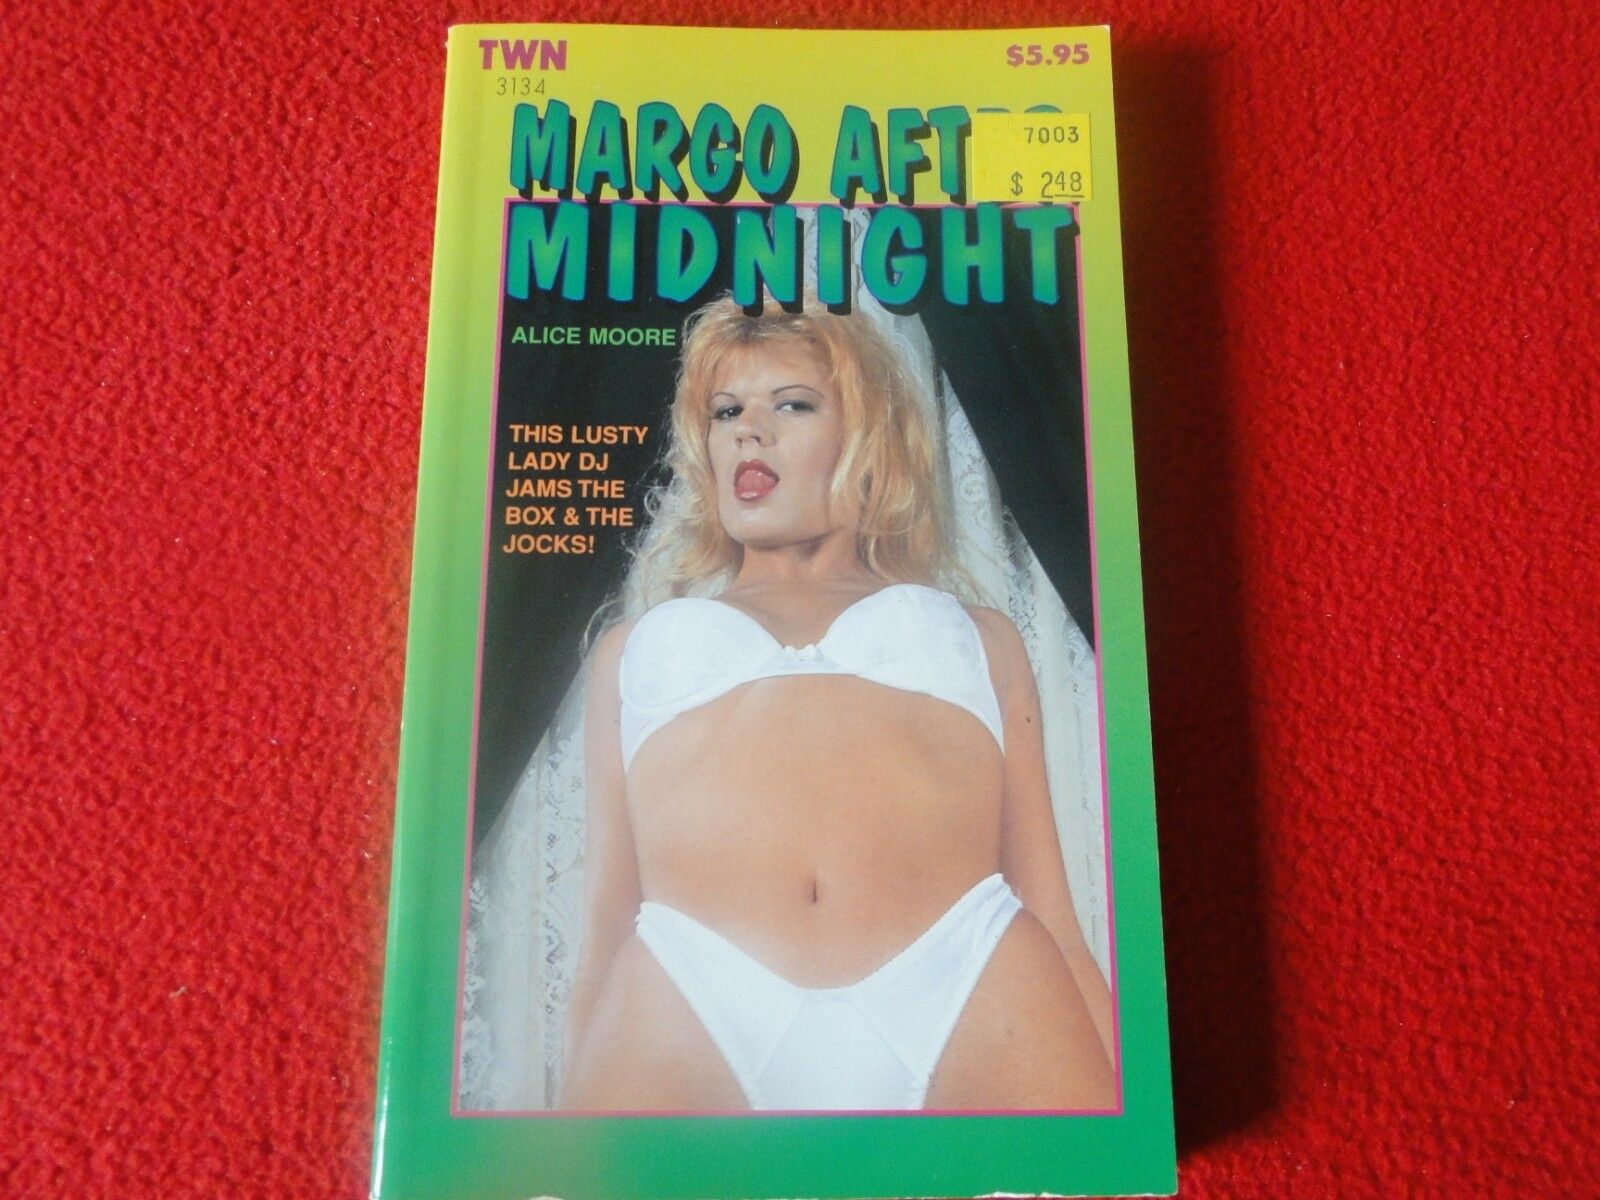 TWN
$5.95
3134
MARGO
7003
$ 2.48
MIDNIGHT
ALICE MOORE
THIS LUSTY
LADY DJ
JAMS THE
BOX & THE
JOCKS!